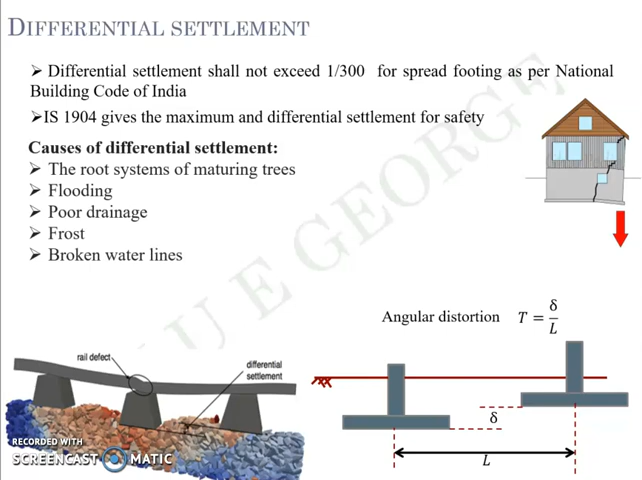 DIFFERENTIAL SETTLEMENT
➢ Differential settlement shall not exceed 1/300 for spread footing as per National
Building Code of India
➢IS 1904 gives the maximum and differential settlement for safety
Causes of differential settlement:
➢ The root systems of maturing trees
➢ Flooding
➢ Poor drainage
➢ Frost
➢ Broken water lines
Angular distortion T = δ/L
rail defect
differential
settlement
δ
L
RECORDED WITH
SCREENCAST MATIC
U E GEORGE